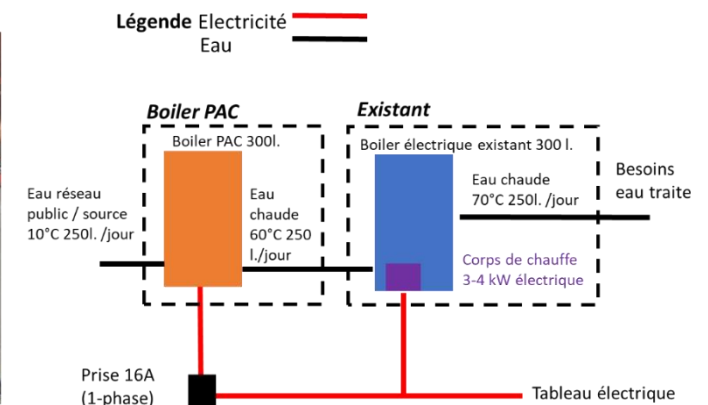 Légende Electricité
Eau
Boiler PAC
Existant
Boiler PAC 300l.
Boiler électrique existant 300 l.
Eau réseau
public / source
10°C 250l. /jour
Eau
chaude
60°C 250
l./jour
Eau chaude
70°C 250l. /jour
Besoins
eau traite
Corps de chauffe
3-4 kW électrique
Prise 16A
(1-phase)
Tableau électrique